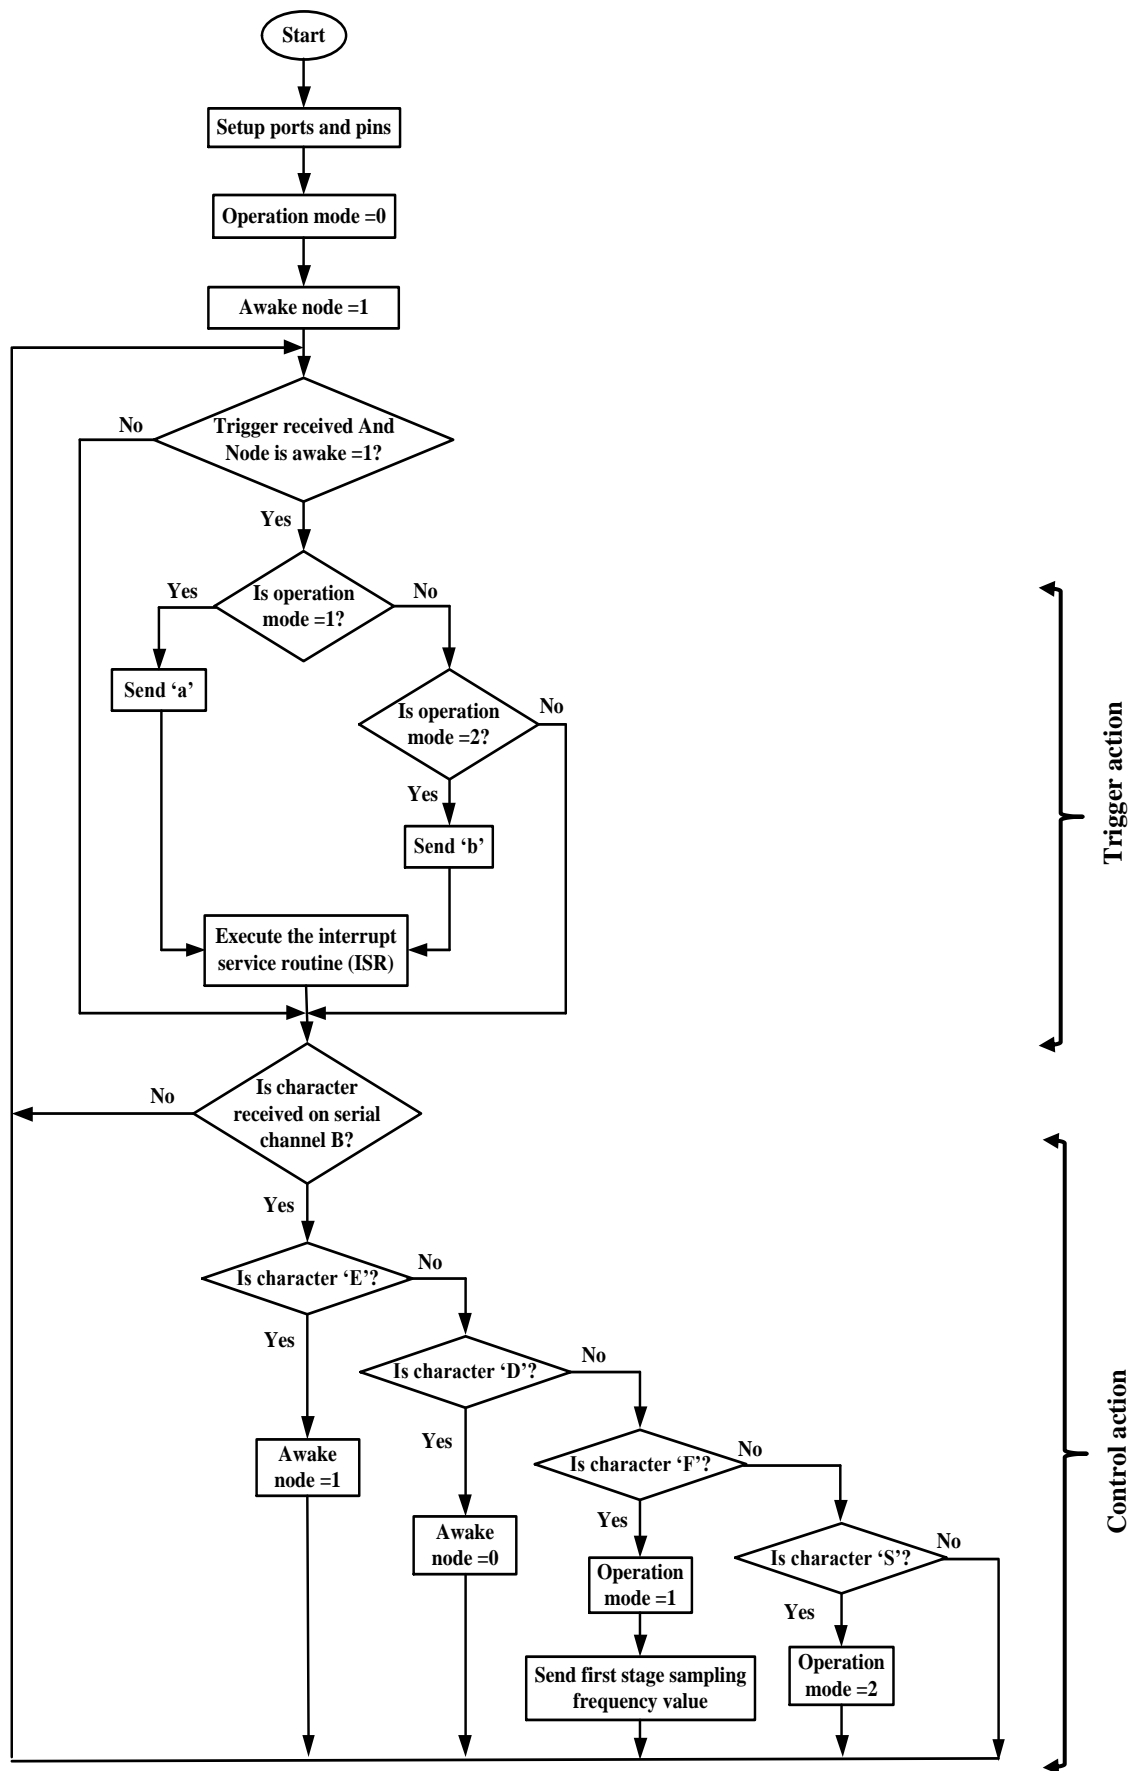 Start
Setup ports and pins
Operation mode =0
Awake node =1
Trigger received And
Node is awake =1?
No
Yes
Is operation
mode =1?
Yes
No
Send ‘a’
Is operation
mode =2?
No
Yes
Send ‘b’
Execute the interrupt
service routine (ISR)
Trigger action
Is character
received on serial
channel B?
No
Yes
Is character ‘E’?
No
Yes
Is character ‘D’?
No
Awake
node =1
Yes
Is character ‘F’?
No
Awake
node =0
Yes
Is character ‘S’?
No
Operation
mode =1
Yes
Send first stage sampling
frequency value
Operation
mode =2
Control action